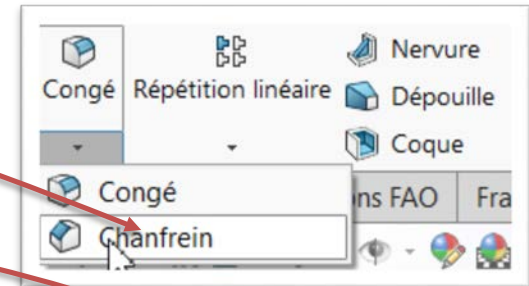 Congé
Répétition linéaire
Nervure
Dépouille
Coque
Congé
Chanfrein
ns FAO
Fra